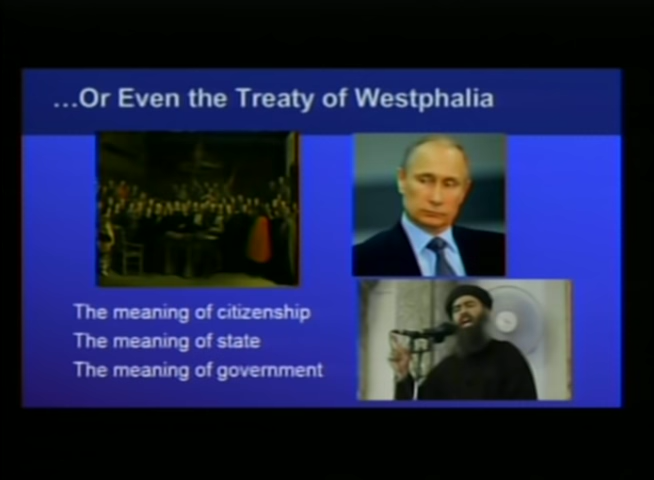 ...Or Even the Treaty of Westphalia
The meaning of citizenship
The meaning of state
The meaning of government